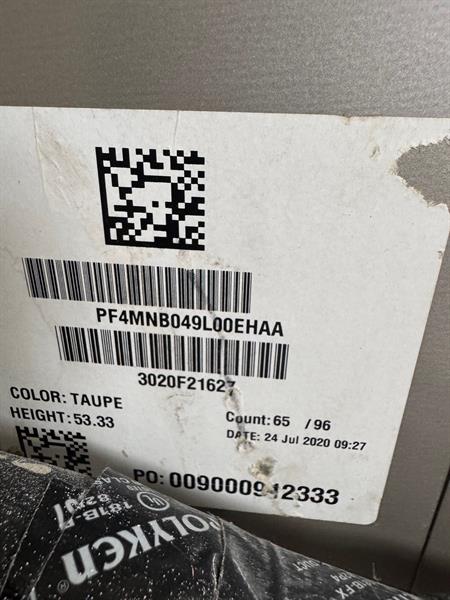 PF4MNB049L00EHAA
3020F21627
COLOR: TAUPE
HEIGHT: 53.33
Count: 65 / 96
DATE: 24 Jul 2020 09:27
PO: 009000912333
POLYKEN®